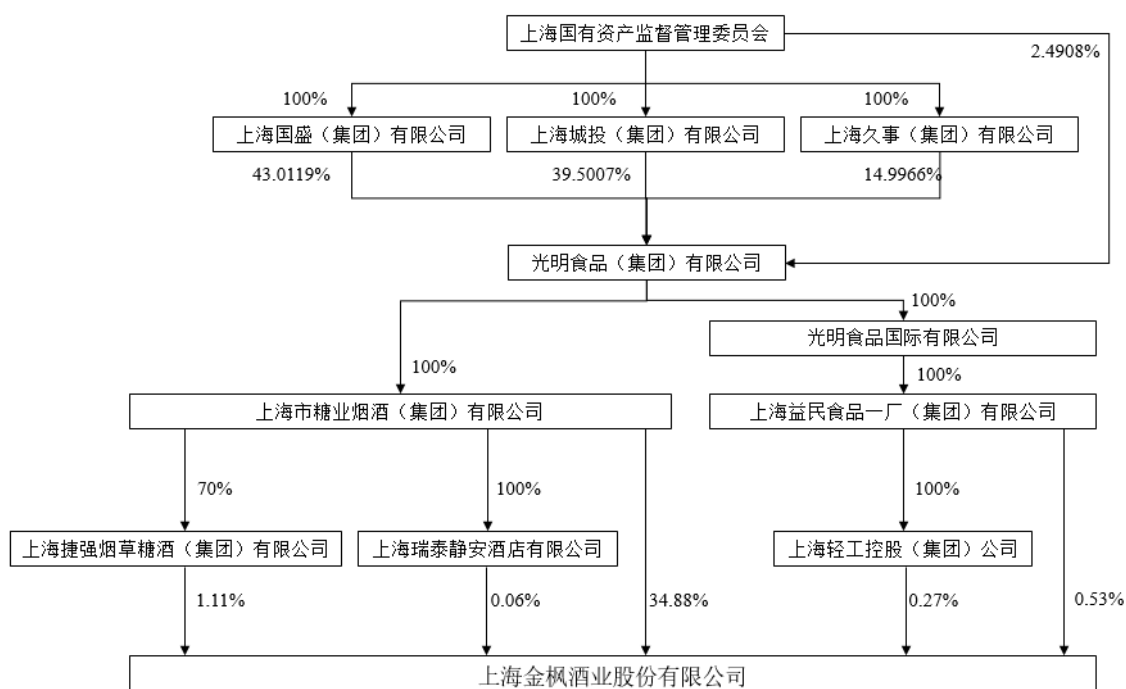 上海国有资产监督管理委员会
2.4908%
100%
100%
100%
上海国盛（集团）有限公司
上海城投（集团）有限公司
上海久事（集团）有限公司
43.0119%
39.5007%
14.9966%
光明食品（集团）有限公司
100%
光明食品国际有限公司
100%
100%
上海市糖业烟酒（集团）有限公司
上海益民食品一厂（集团）有限公司
70%
100%
100%
上海捷强烟草糖酒（集团）有限公司
上海瑞泰静安酒店有限公司
上海轻工控股（集团）公司
1.11%
0.06%
34.88%
0.27%
0.53%
上海金枫酒业股份有限公司